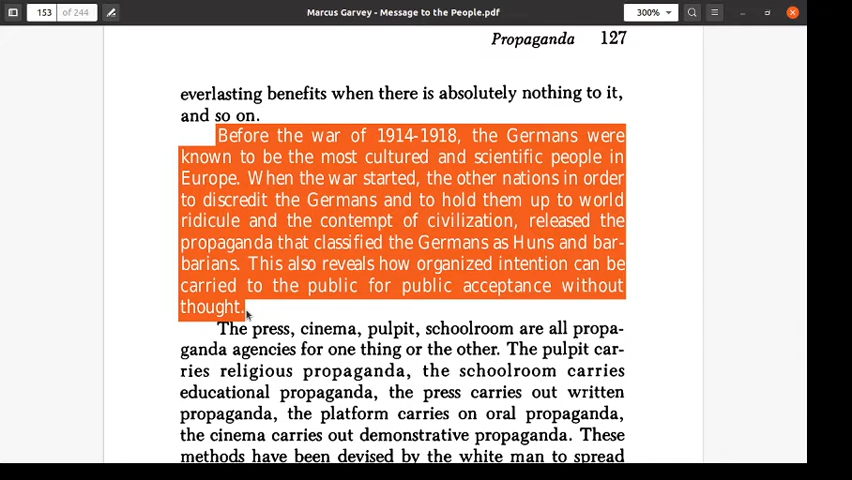 153 of 244
Marcus Garvey - Message to the People.pdf
300%
Propaganda 127
everlasting benefits when there is absolutely nothing to it,
and so on.
Before the war of 1914-1918, the Germans were
known to be the most cultured and scientific people in
Europe. When the war started, the other nations in order
to discredit the Germans and to hold them up to world
ridicule and the contempt of civilization, released the
propaganda that classified the Germans as Huns and bar-
barians. This also reveals how organized intention can be
carried to the public for public acceptance without
thought.
The press, cinema, pulpit, schoolroom are all propa-
ganda agencies for one thing or the other. The pulpit car-
ries religious propaganda, the schoolroom carries
educational propaganda, the press carries out written
propaganda, the platform carries on oral propaganda,
the cinema carries out demonstrative propaganda. These
methods have been devised by the white man to spread